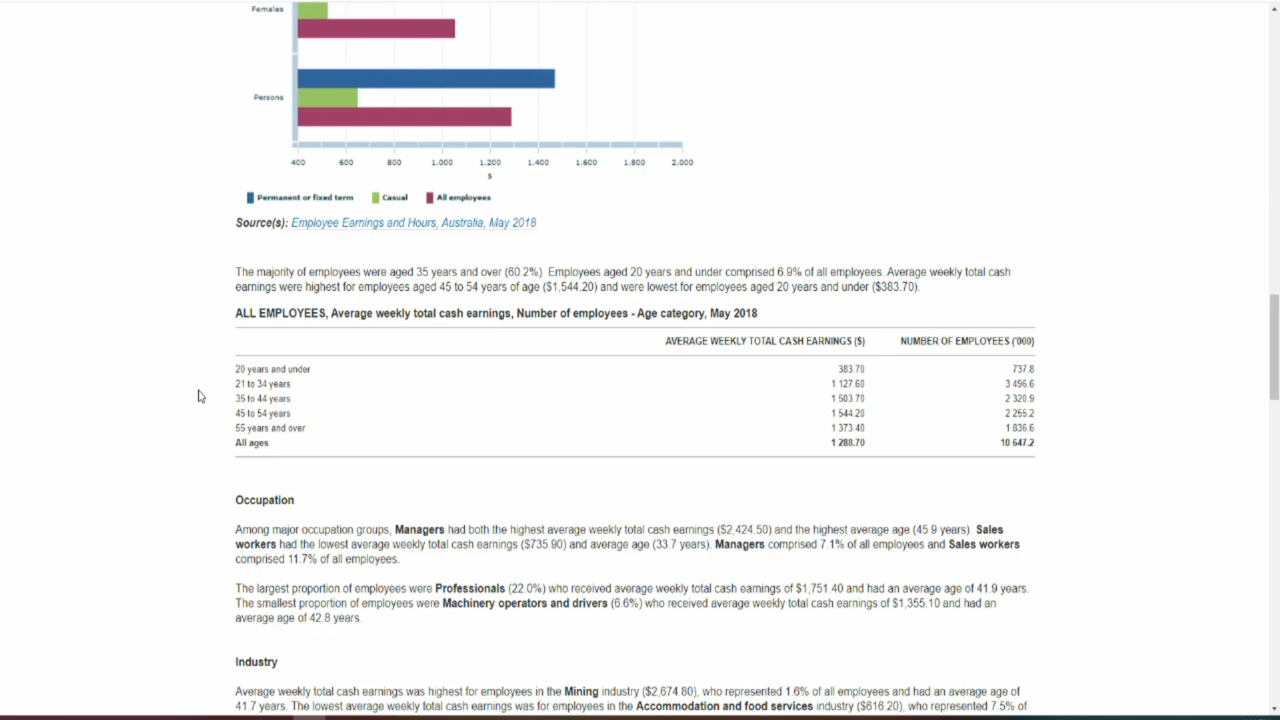 Females
Persons
400 600 800 1,000 1,200 1,400 1,600 1,800 2,000
$
Permanent or fixed term Casual All employees
Source(s): Employee Earnings and Hours, Australia, May 2018
The majority of employees were aged 35 years and over (60.2%). Employees aged 20 years and under comprised 6.9% of all employees. Average weekly total cash
earnings were highest for employees aged 45 to 54 years of age ($1,544.20) and were lowest for employees aged 20 years and under ($383.70).
ALL EMPLOYEES, Average weekly total cash earnings, Number of employees - Age category, May 2018
AVERAGE WEEKLY TOTAL CASH EARNINGS ($) NUMBER OF EMPLOYEES ('000)
20 years and under 383.70 737.8
21 to 34 years 1 127.60 3 496.6
35 to 44 years 1 503.70 2 320.9
45 to 54 years 1 544.20 2 255.2
55 years and over 1 373.40 1 836.6
All ages 1 288.70 10 647.2
Occupation
Among major occupation groups, Managers had both the highest average weekly total cash earnings ($2,424.50) and the highest average age (45.9 years). Sales
workers had the lowest average weekly total cash earnings ($735.90) and average age (33.7 years). Managers comprised 7.1% of all employees and Sales workers
comprised 11.7% of all employees.
The largest proportion of employees were Professionals (22.0%) who received average weekly total cash earnings of $1,751.40 and had an average age of 41.9 years.
The smallest proportion of employees were Machinery operators and drivers (6.6%) who received average weekly total cash earnings of $1,355.10 and had an
average age of 42.8 years.
Industry
Average weekly total cash earnings was highest for employees in the Mining industry ($2,674.80), who represented 1.6% of all employees and had an average age of
41.7 years. The lowest average weekly total cash earnings was for employees in the Accommodation and food services industry ($616.20), who represented 7.5% of